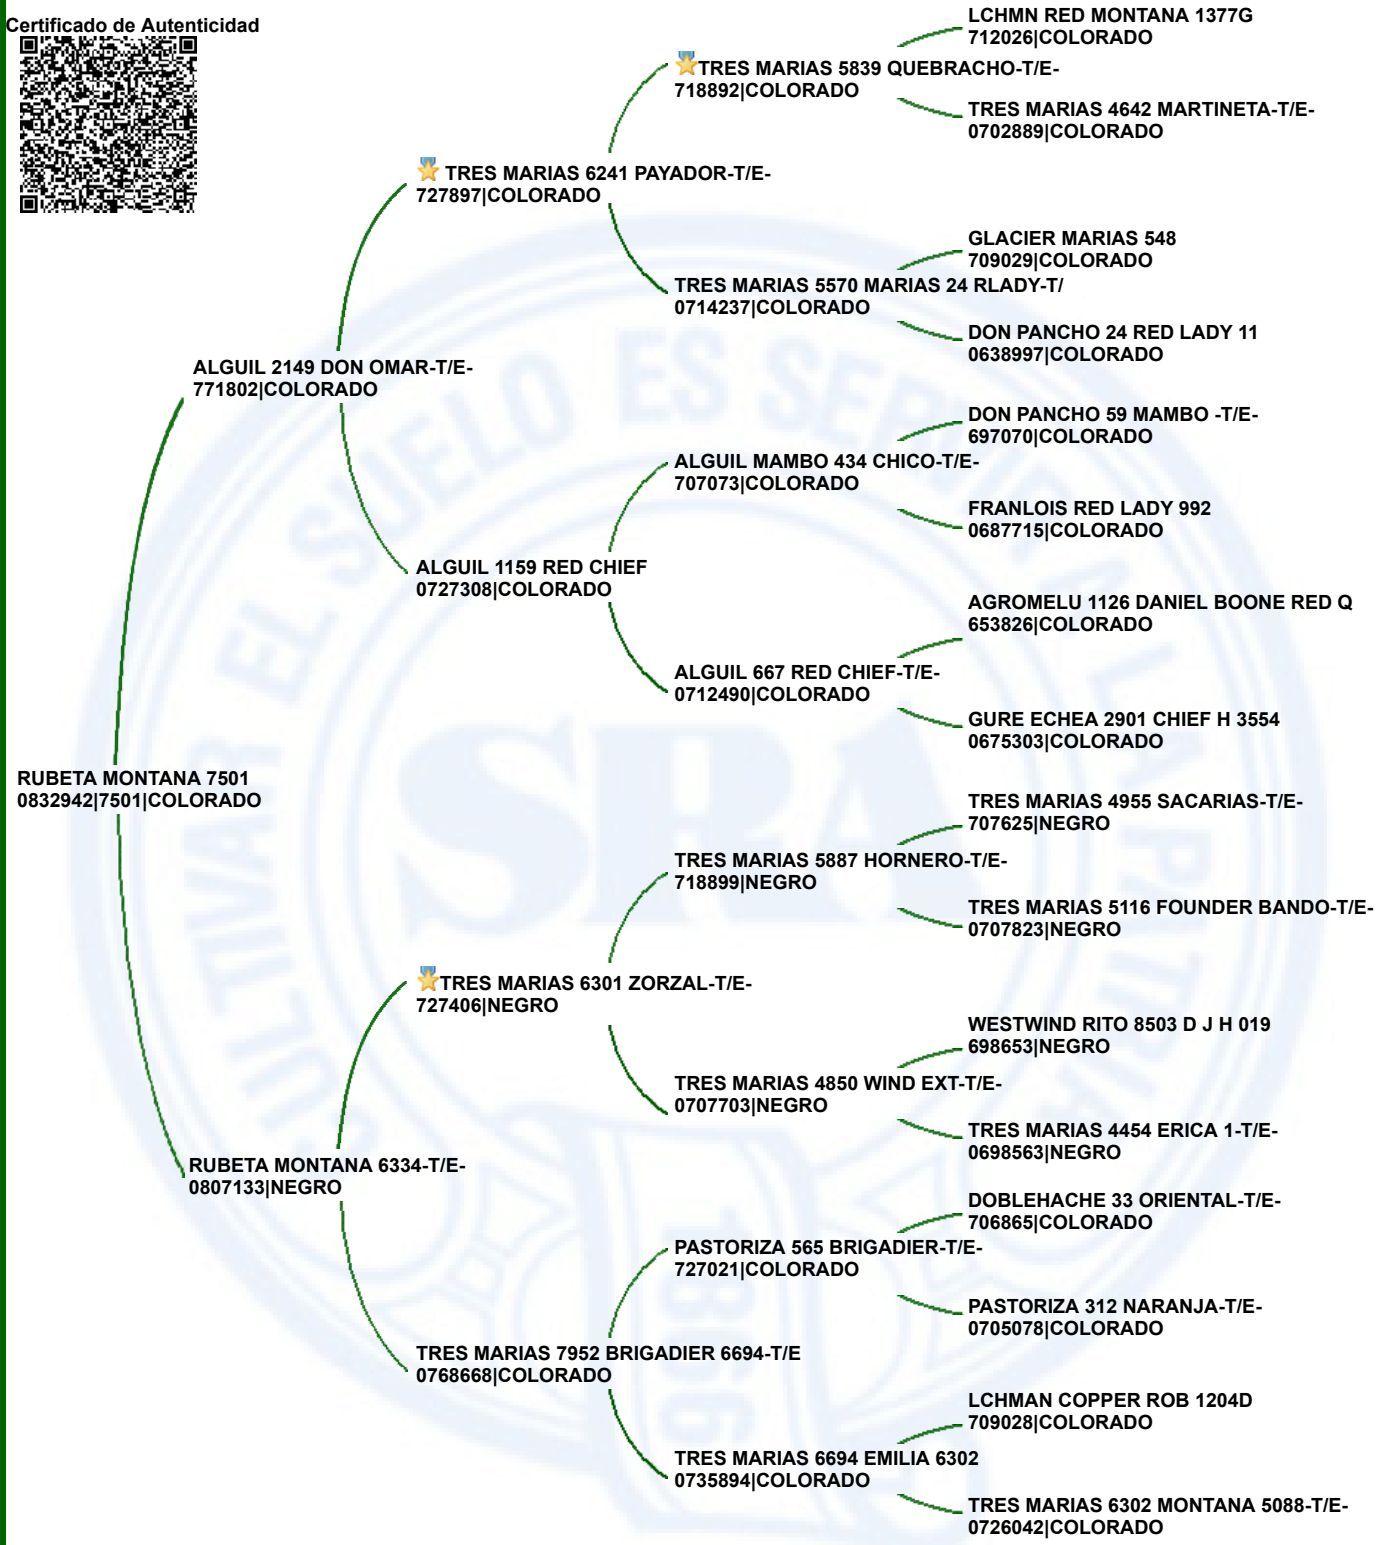 Certificado de Autenticidad
LCHMN RED MONTANA 1377G
712026|COLORADO
TRES MARIAS 5839 QUEBRACHO-T/E-
718892|COLORADO
TRES MARIAS 4642 MARTINETA-T/E-
0702889|COLORADO
TRES MARIAS 6241 PAYADOR-T/E-
727897|COLORADO
GLACIER MARIAS 548
709029|COLORADO
TRES MARIAS 5570 MARIAS 24 RLADY-T/
0714237|COLORADO
DON PANCHO 24 RED LADY 11
0638997|COLORADO
ALGUIL 2149 DON OMAR-T/E-
771802|COLORADO
DON PANCHO 59 MAMBO -T/E-
697070|COLORADO
ALGUIL MAMBO 434 CHICO-T/E-
707073|COLORADO
FRANLOIS RED LADY 992
0687715|COLORADO
ALGUIL 1159 RED CHIEF
0727308|COLORADO
AGROMELU 1126 DANIEL BOONE RED Q
653826|COLORADO
ALGUIL 667 RED CHIEF-T/E-
0712490|COLORADO
GURE ECHEA 2901 CHIEF H 3554
0675303|COLORADO
RUBETA MONTANA 7501
0832942|7501|COLORADO
TRES MARIAS 4955 SACARIAS-T/E-
707625|NEGRO
TRES MARIAS 5887 HORNERO-T/E-
718899|NEGRO
TRES MARIAS 5116 FOUNDER BANDO-T/E-
0707823|NEGRO
TRES MARIAS 6301 ZORZAL-T/E-
727406|NEGRO
WESTWIND RITO 8503 D J H 019
698653|NEGRO
TRES MARIAS 4850 WIND EXT-T/E-
0707703|NEGRO
TRES MARIAS 4454 ERICA 1-T/E-
0698563|NEGRO
RUBETA MONTANA 6334-T/E-
0807133|NEGRO
DOBLEHACHE 33 ORIENTAL-T/E-
706865|COLORADO
PASTORIZA 565 BRIGADIER-T/E-
727021|COLORADO
PASTORIZA 312 NARANJA-T/E-
0705078|COLORADO
TRES MARIAS 7952 BRIGADIER 6694-T/E
0768668|COLORADO
LCHMAN COPPER ROB 1204D
709028|COLORADO
TRES MARIAS 6694 EMILIA 6302
0735894|COLORADO
TRES MARIAS 6302 MONTANA 5088-T/E-
0726042|COLORADO
CULTIVAR EL SUELO ES SERVIR A LA PATRIA
SRA
1866